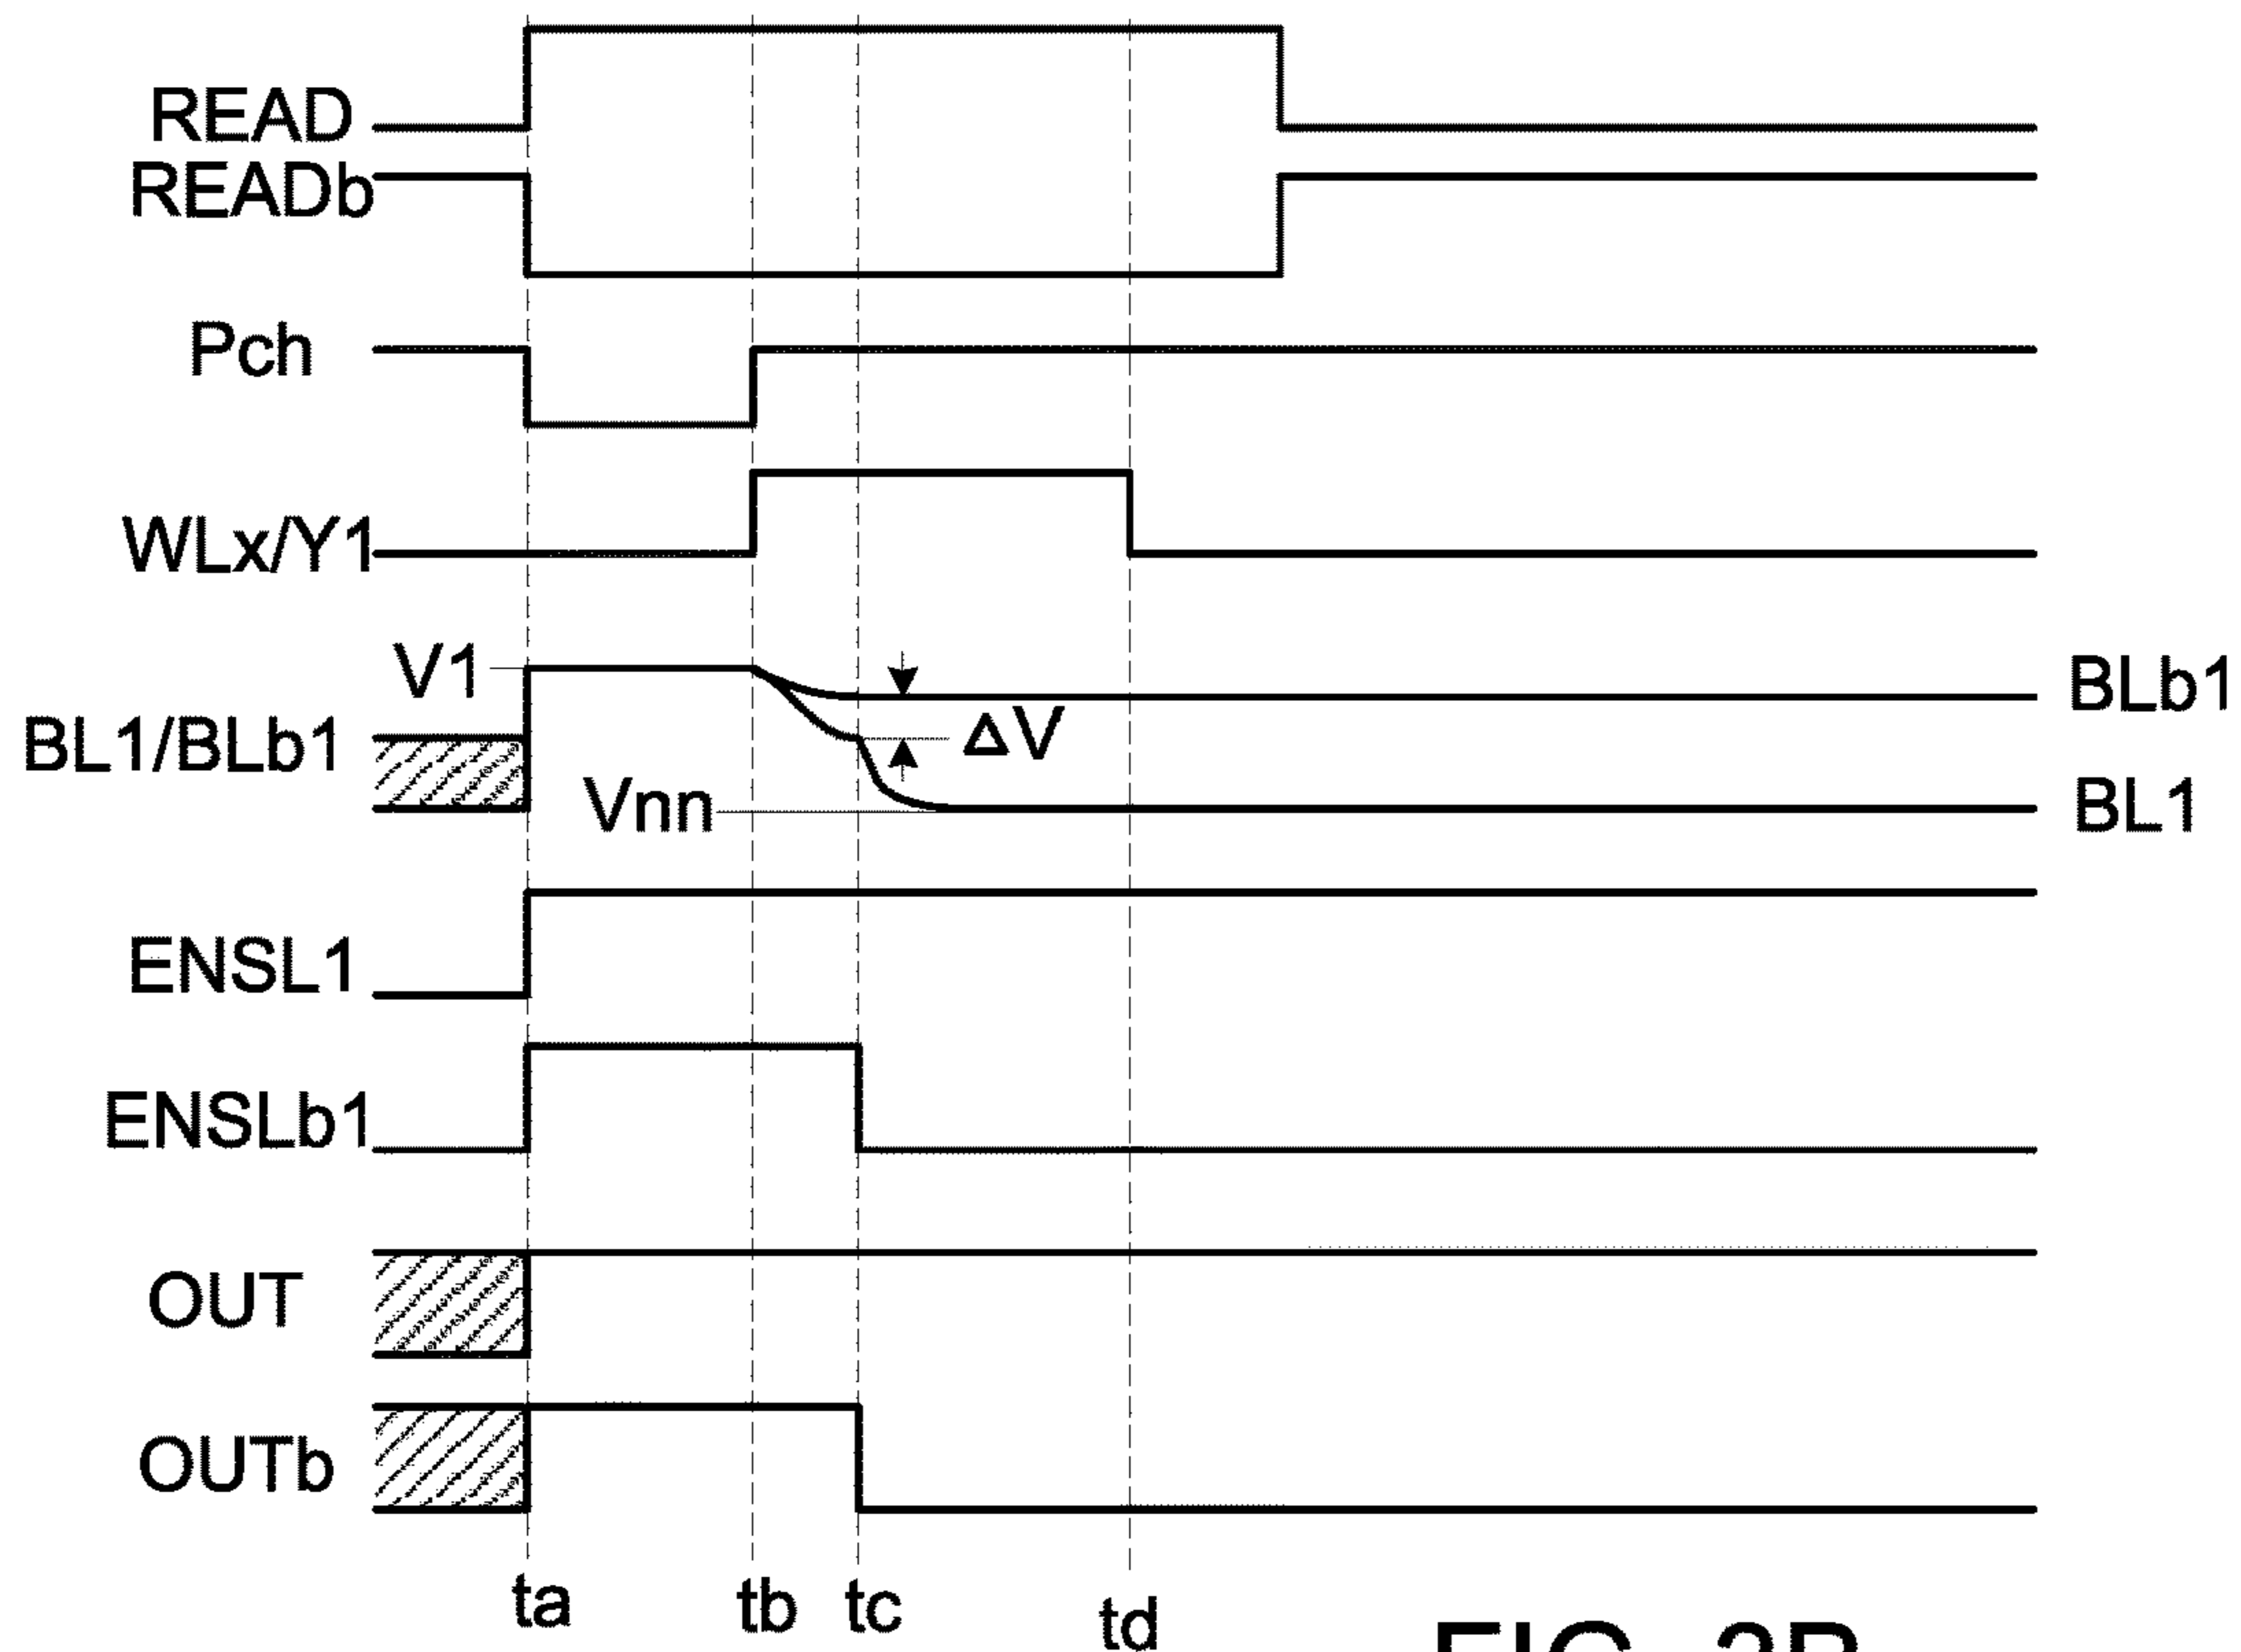 READ
READb
Pch
WLx/Y1
V1
BLb1
BL1/BLb1
ΔV
Vnn
BL1
ENSL1
ENSLb1
OUT
OUTb
ta tb tc td